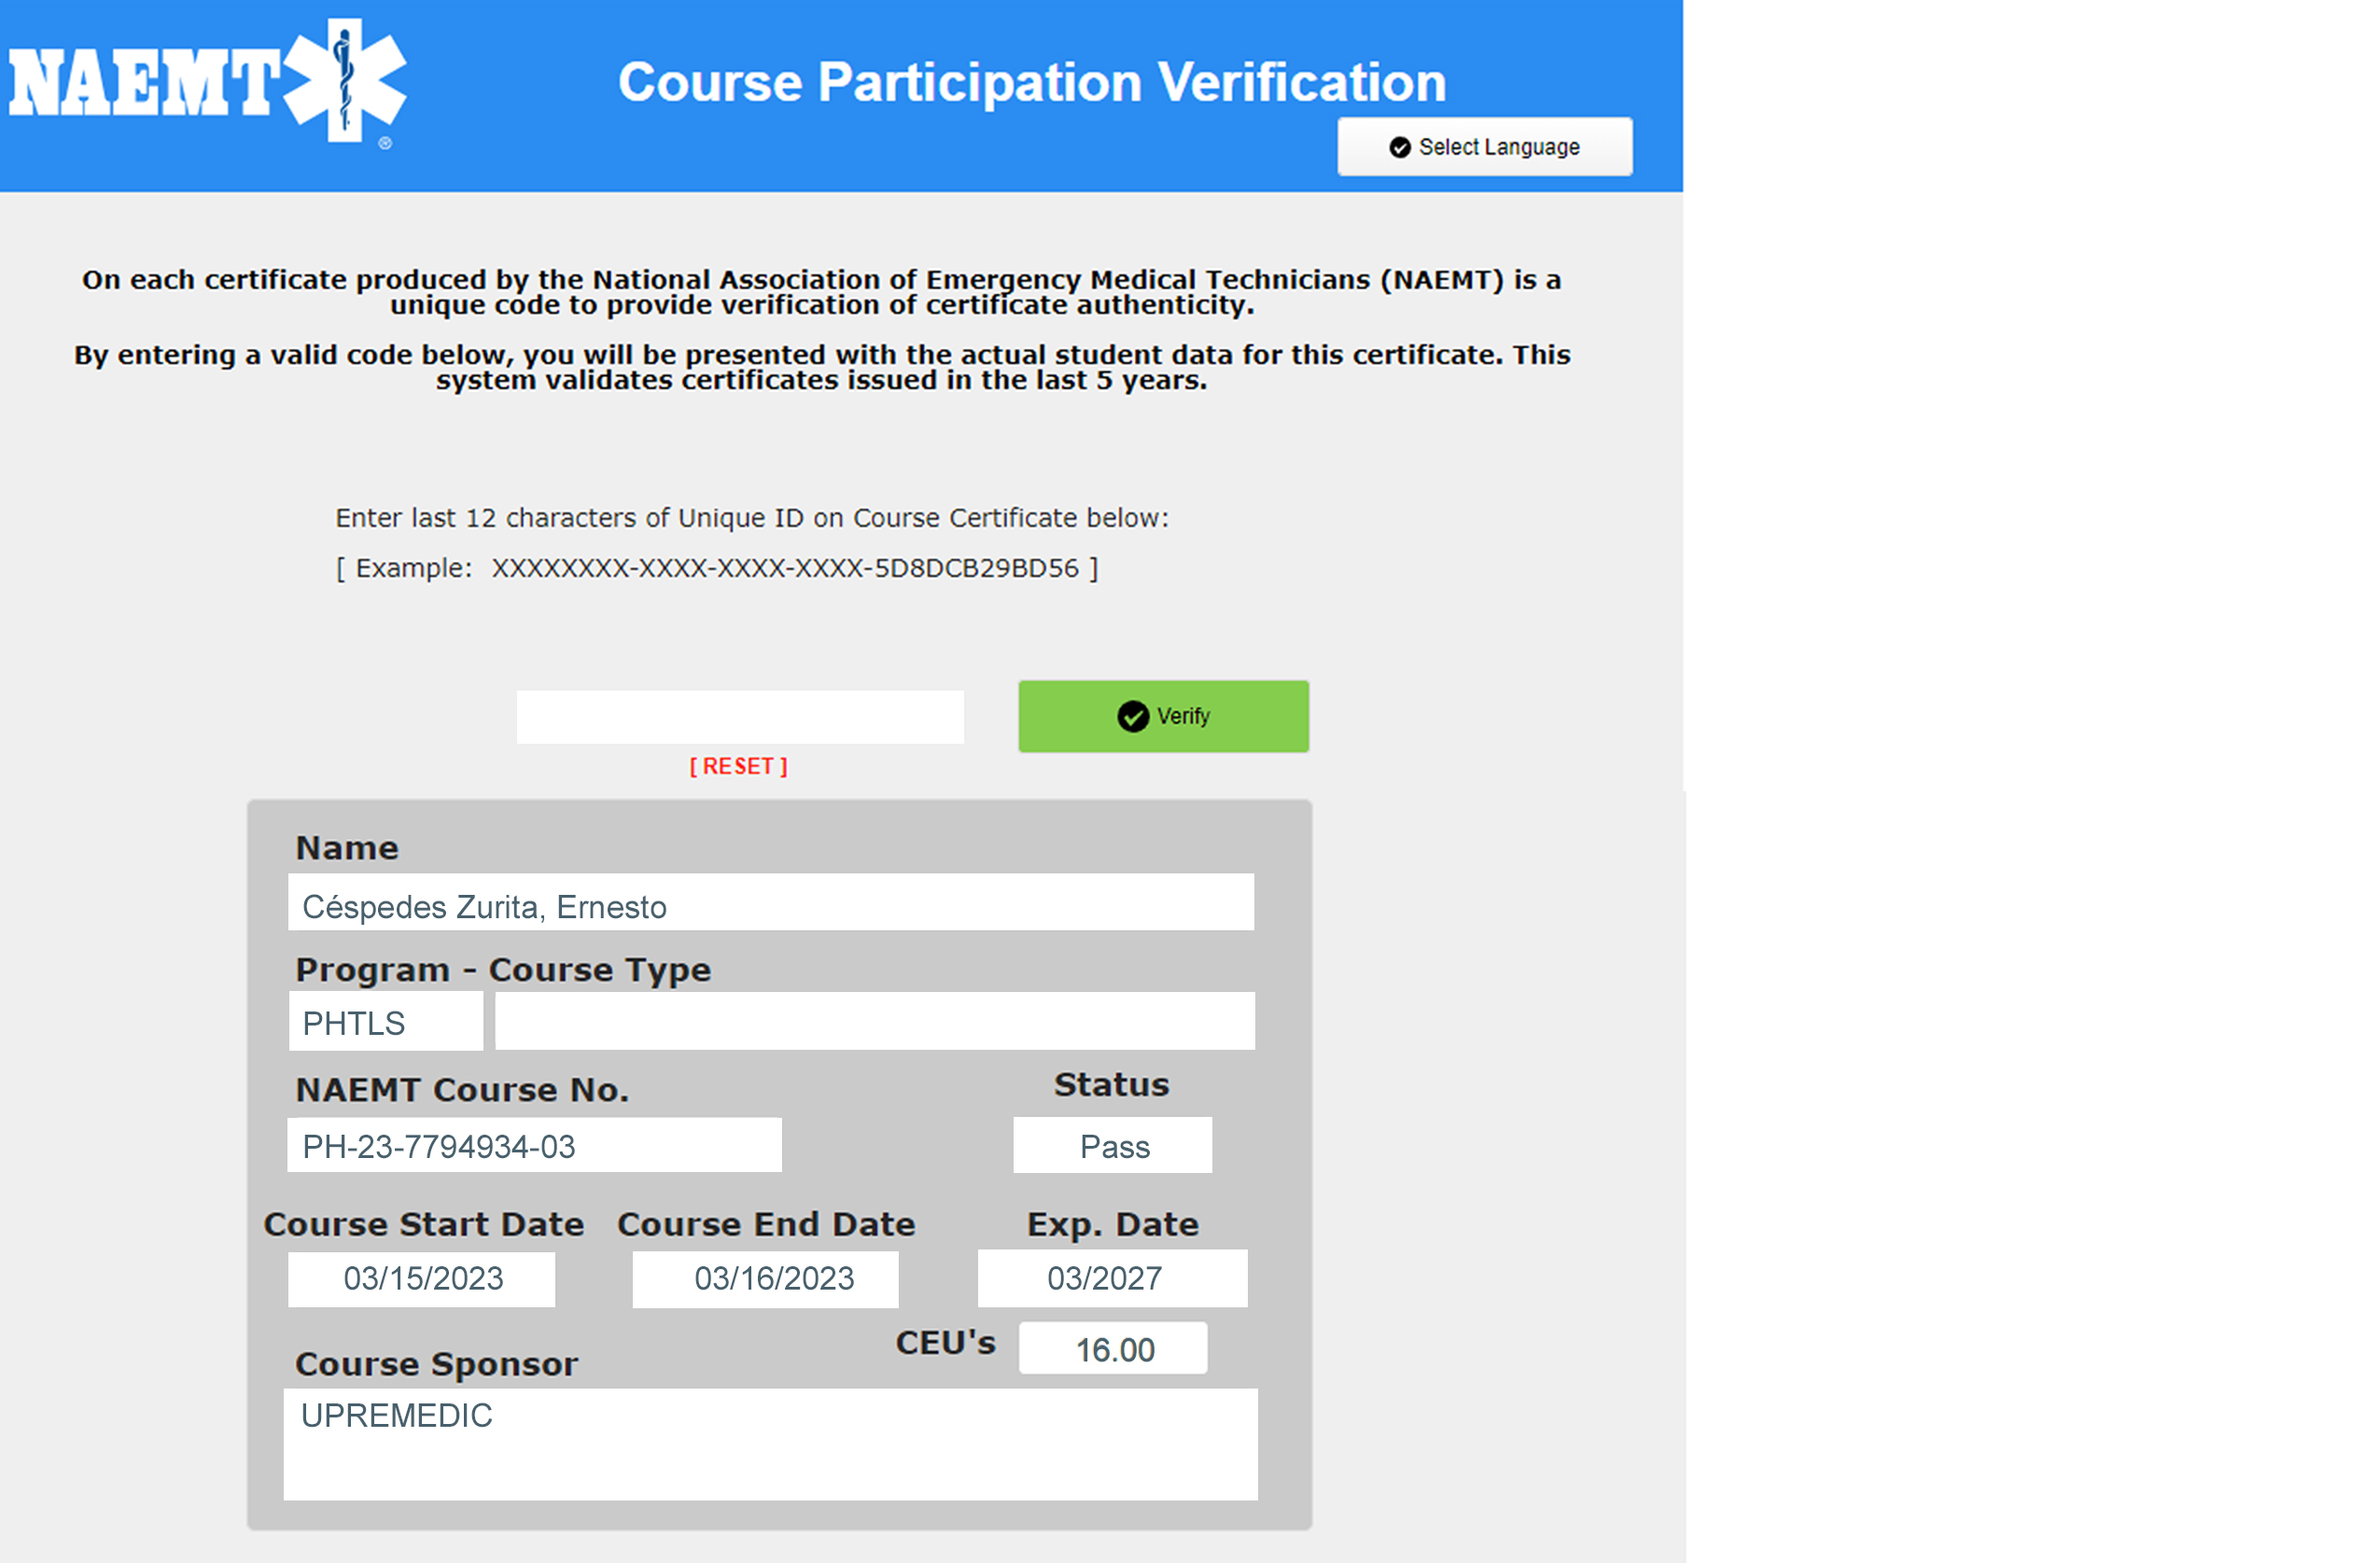 NAEMT ®
Course Participation Verification
Select Language
On each certificate produced by the National Association of Emergency Medical Technicians (NAEMT) is a
unique code to provide verification of certificate authenticity.
By entering a valid code below, you will be presented with the actual student data for this certificate. This
system validates certificates issued in the last 5 years.
Enter last 12 characters of Unique ID on Course Certificate below:
[ Example: XXXXXXXX-XXXX-XXXX-XXXX-5D8DCB29BD56 ]
Verify
[ RESET ]
Name
Céspedes Zurita, Ernesto
Program - Course Type
PHTLS
NAEMT Course No. Status
PH-23-7794934-03 Pass
Course Start Date Course End Date Exp. Date
03/15/2023 03/16/2023 03/2027
CEU's 16.00
Course Sponsor
UPREMEDIC